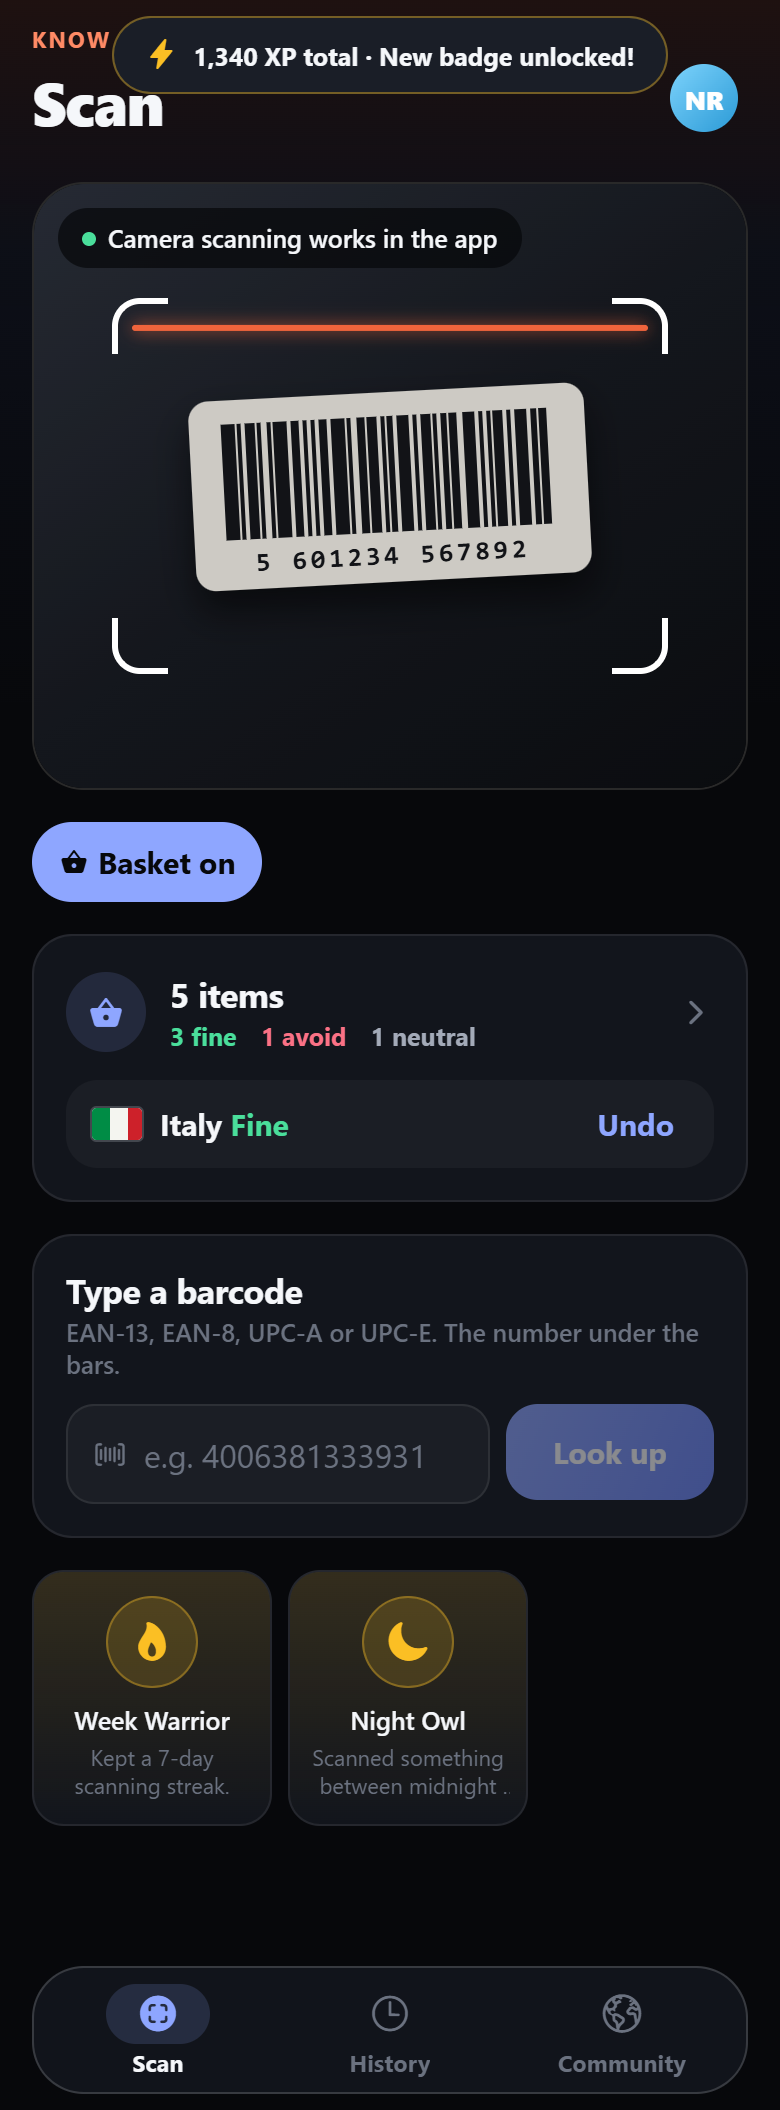 KNOW
1,340 XP total · New badge unlocked!
Scan
NR
Camera scanning works in the app
5 601234 567892
Basket on
5 items
3 fine 1 avoid 1 neutral
Italy Fine
Undo
Type a barcode
EAN-13, EAN-8, UPC-A or UPC-E. The number under the
bars.
e.g. 4006381333931
Look up
Week Warrior
Kept a 7-day
scanning streak.
Night Owl
Scanned something
between midnight ..
Scan
History
Community